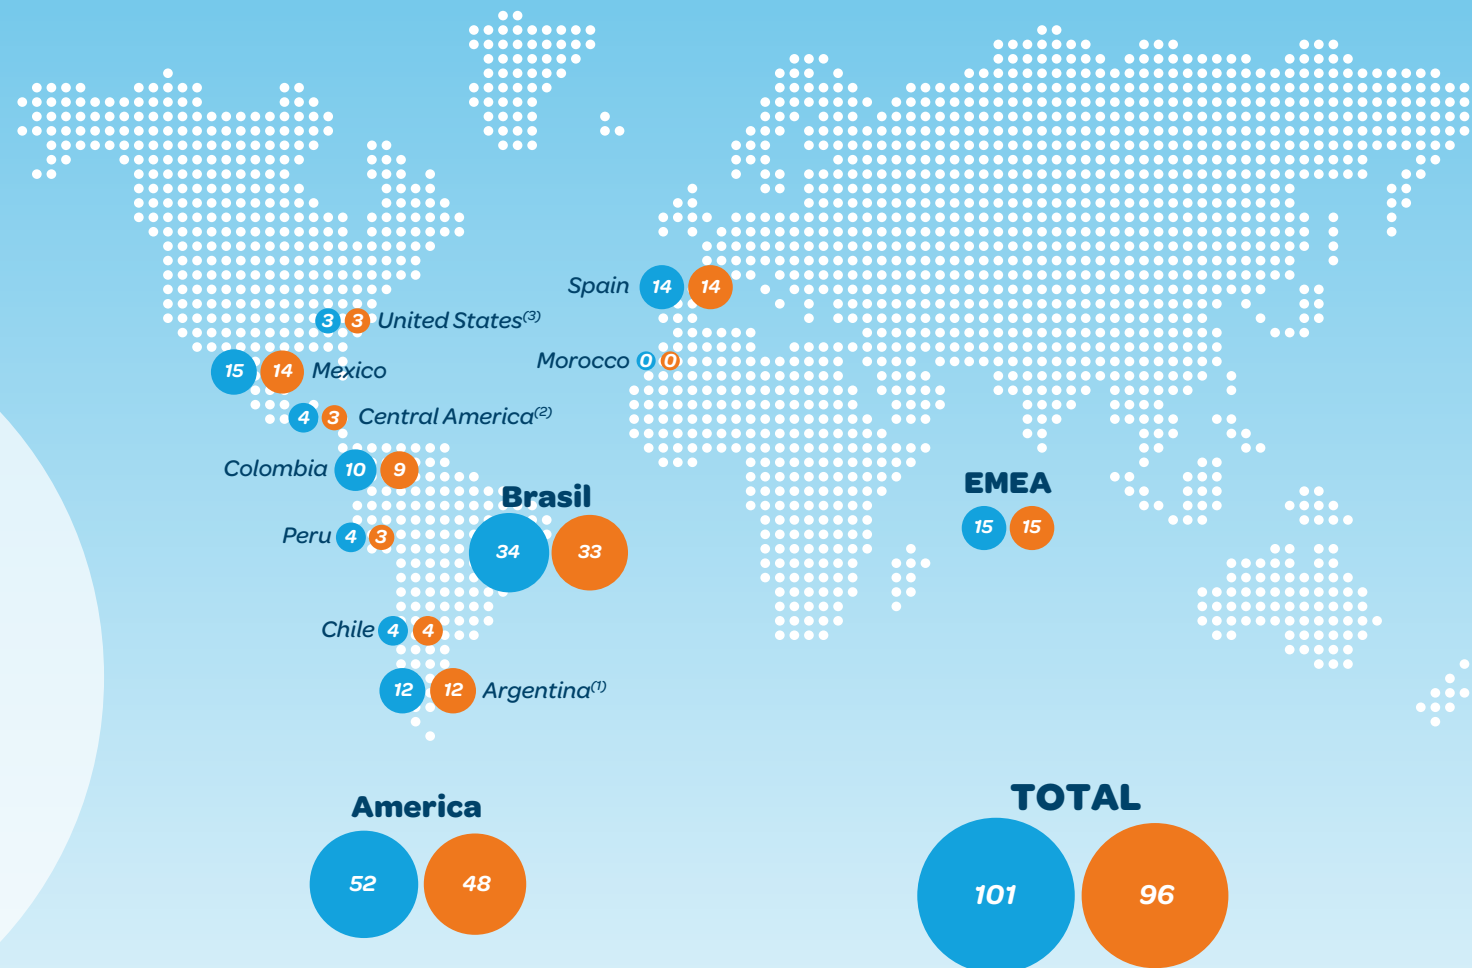 Spain 14 14
3 3 United States(3)
Morocco 0 0
15 14 Mexico
4 3 Central America(2)
Colombia 10 9
EMEA
15 15
Brasil
34 33
Peru 4 3
Chile 4 4
12 12 Argentina(1)
America
52 48
TOTAL
101 96